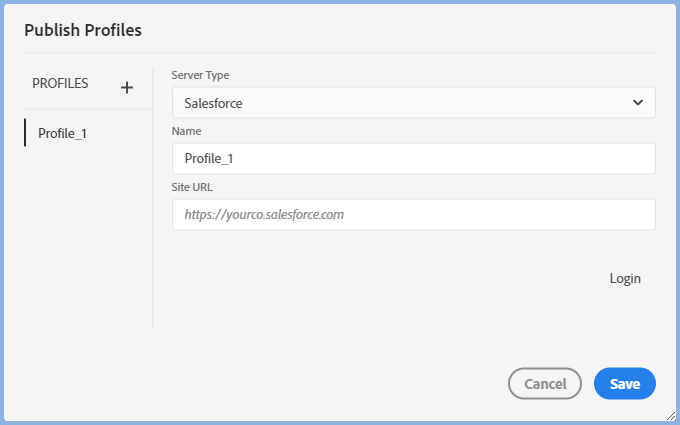 Publish Profiles
PROFILES
Profile_1
Server Type
Salesforce
Name
Profile_1
Site URL
https://yourco.salesforce.com
Login
Cancel
Save